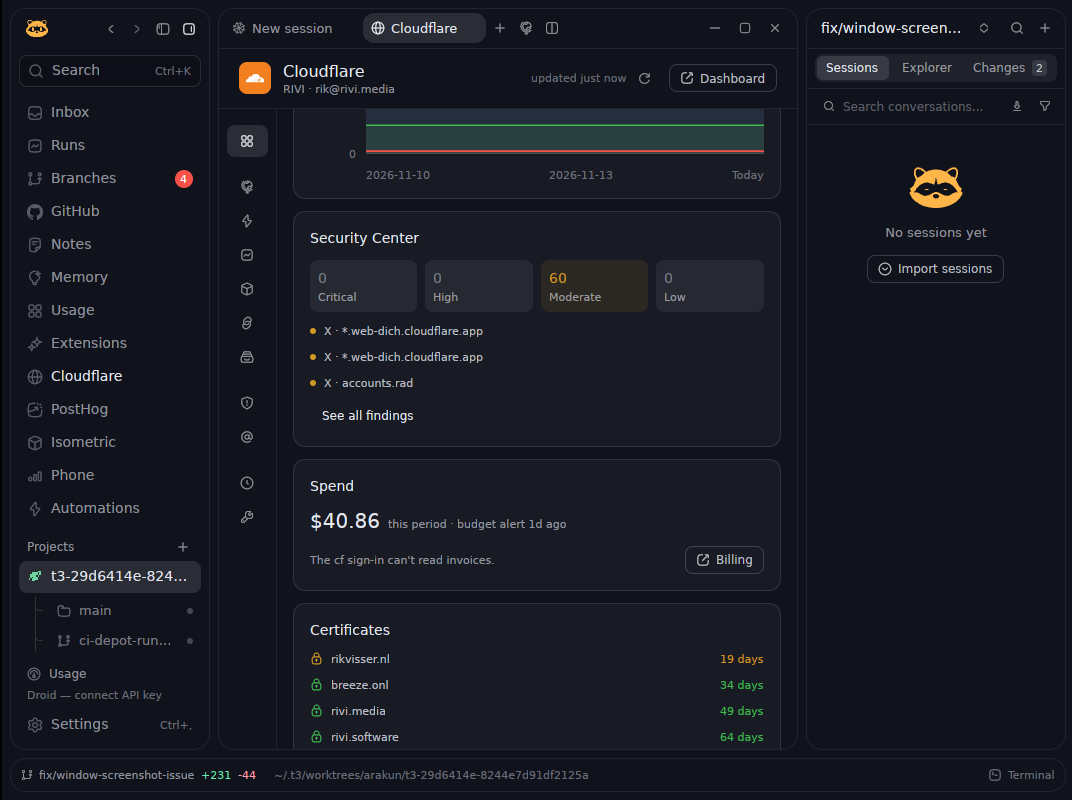 New session
Cloudflare
fix/window-screen...
Search
Ctrl+K
Inbox
Runs
Branches
4
GitHub
Notes
Memory
Usage
Extensions
Cloudflare
PostHog
Isometric
Phone
Automations
Projects
t3-29d6414e-824...
main
ci-depot-run...
Usage
Droid — connect API key
Settings
Ctrl+,
Cloudflare
RIVI · rik@rivi.media
updated just now
Dashboard
0
2026-11-10
2026-11-13
Today
Security Center
0
Critical
0
High
60
Moderate
0
Low
X · *.web-dich.cloudflare.app
X · *.web-dich.cloudflare.app
X · accounts.rad
See all findings
Spend
$40.86 this period · budget alert 1d ago
The cf sign-in can't read invoices.
Billing
Certificates
rikvisser.nl
19 days
breeze.onl
34 days
rivi.media
49 days
rivi.software
64 days
Sessions
Explorer
Changes 2
Search conversations...
No sessions yet
Import sessions
fix/window-screenshot-issue +231 -44
~/.t3/worktrees/arakun/t3-29d6414e-8244e7d91df2125a
Terminal